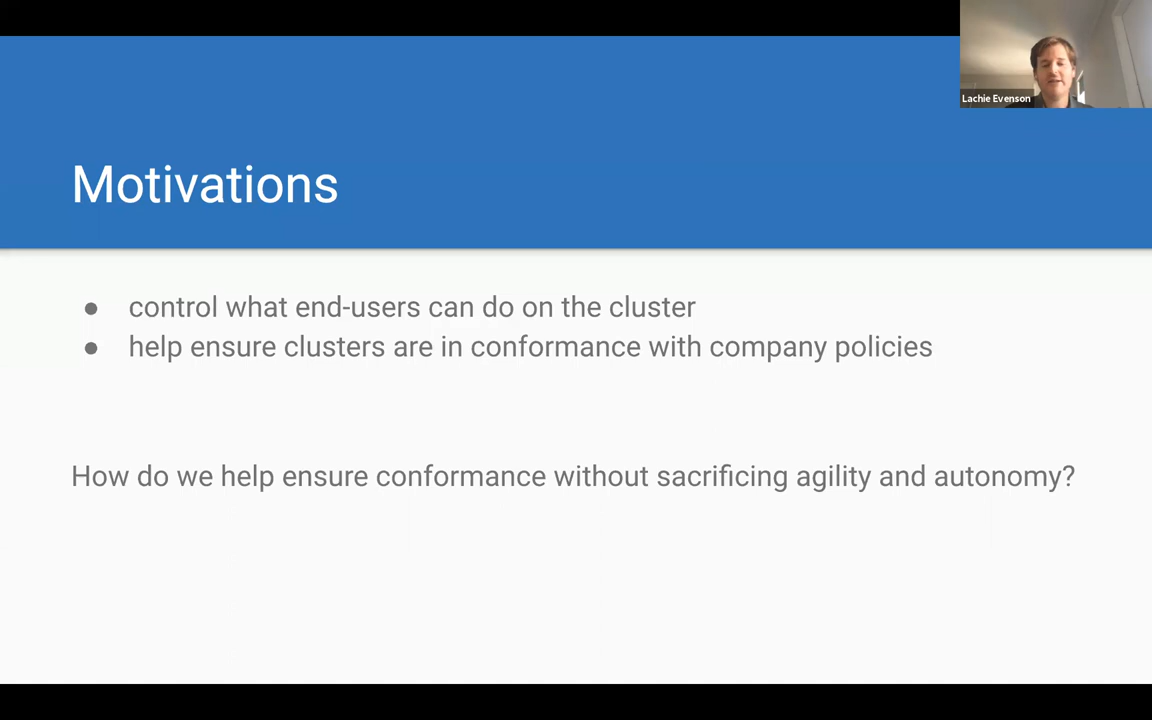 Lachie Evenson
Motivations
● control what end-users can do on the cluster
● help ensure clusters are in conformance with company policies
How do we help ensure conformance without sacrificing agility and autonomy?